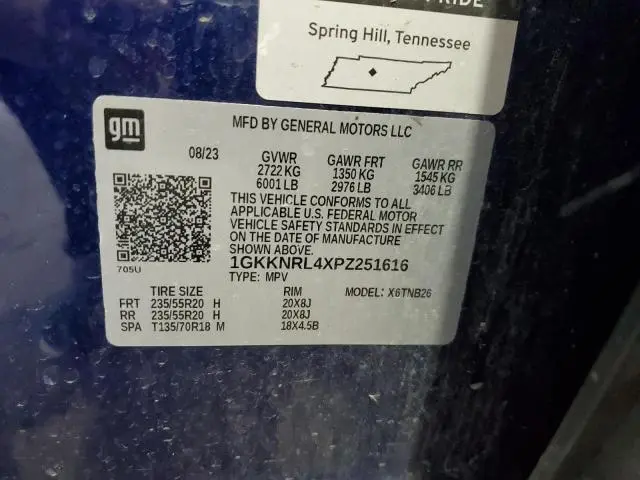 RIDE
Spring Hill, Tennessee
gm
MFD BY GENERAL MOTORS LLC
08/23 GVWR GAWR FRT GAWR RR
2722 KG 1350 KG 1545 KG
6001 LB 2976 LB 3406 LB
THIS VEHICLE CONFORMS TO ALL
APPLICABLE U.S. FEDERAL MOTOR
VEHICLE SAFETY STANDARDS IN EFFECT
ON THE DATE OF MANUFACTURE
SHOWN ABOVE.
1GKKNRL4XPZ251616
705U
TYPE: MPV MODEL: X6TNB26
TIRE SIZE RIM
FRT 235/55R20 H 20X8J
RR 235/55R20 H 20X8J
SPA T135/70R18 M 18X4.5B